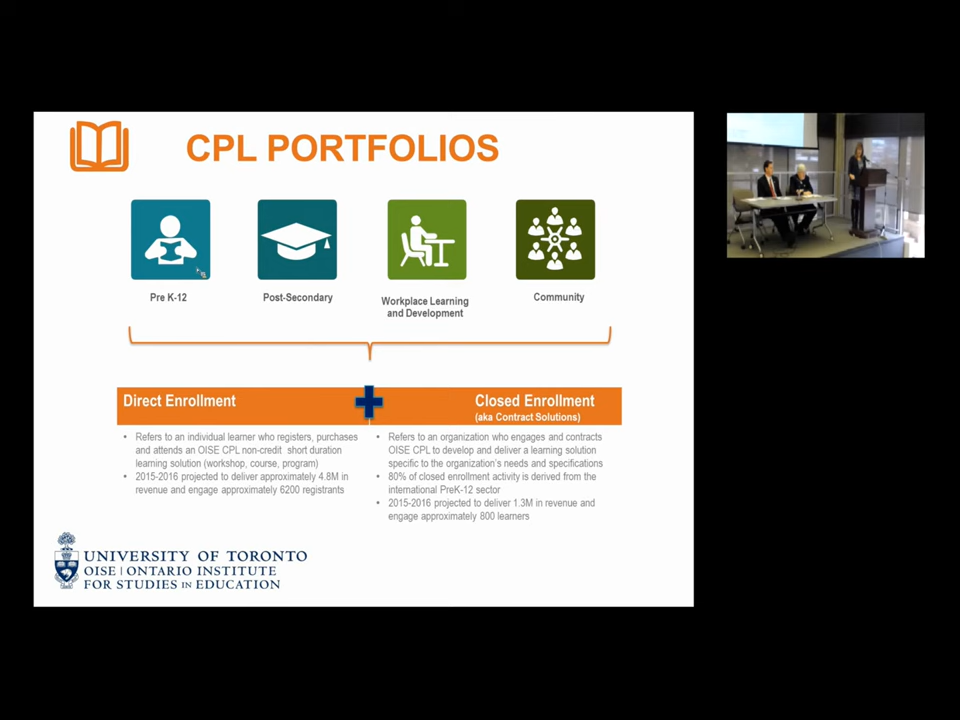 CPL PORTFOLIOS
Pre K-12
Post-Secondary
Workplace Learning
and Development
Community
Direct Enrollment
Closed Enrollment
(aka Contract Solutions)
• Refers to an individual learner who registers, purchases
and attends an OISE CPL non-credit short duration
learning solution (workshop, course, program)
• 2015-2016 projected to deliver approximately 4.8M in
revenue and engage approximately 6200 registrants
• Refers to an organization who engages and contracts
OISE CPL to develop and deliver a learning solution
specific to the organization's needs and specifications
• 80% of closed enrollment activity is derived from the
international PreK-12 sector
• 2015-2016 projected to deliver 1.3M in revenue and
engage approximately 800 learners
UNIVERSITY OF TORONTO
OISE | ONTARIO INSTITUTE
FOR STUDIES IN EDUCATION